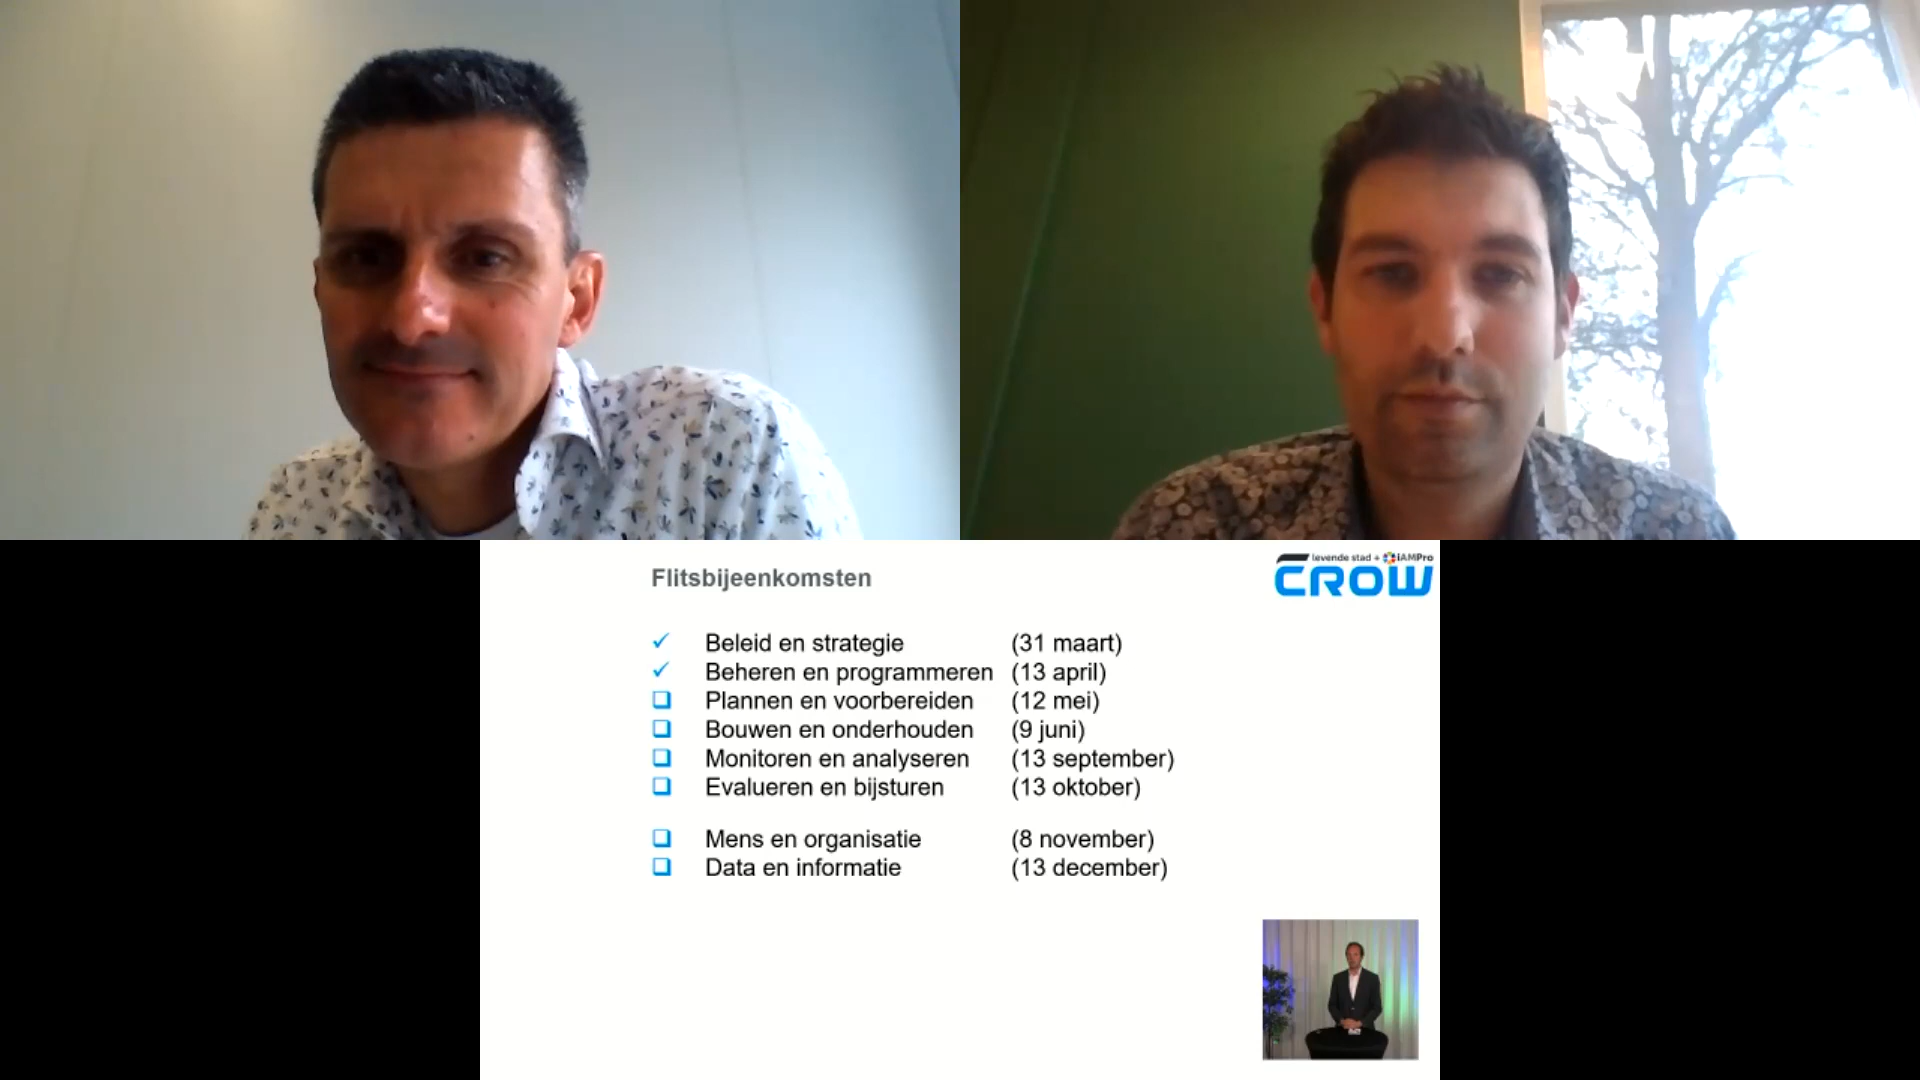 Flitsbijeenkomsten
levende stad + iAMPro
CROW
Beleid en strategie (31 maart)
Beheren en programmeren (13 april)
Plannen en voorbereiden (12 mei)
Bouwen en onderhouden (9 juni)
Monitoren en analyseren (13 september)
Evalueren en bijsturen (13 oktober)
Mens en organisatie (8 november)
Data en informatie (13 december)